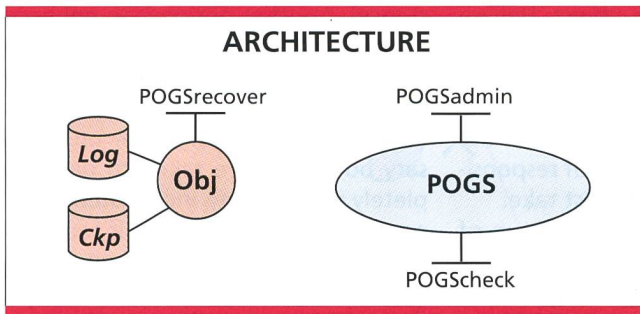 ARCHITECTURE
POGSrecover
POGSadmin
Log
Obj
POGS
Ckp
POGScheck